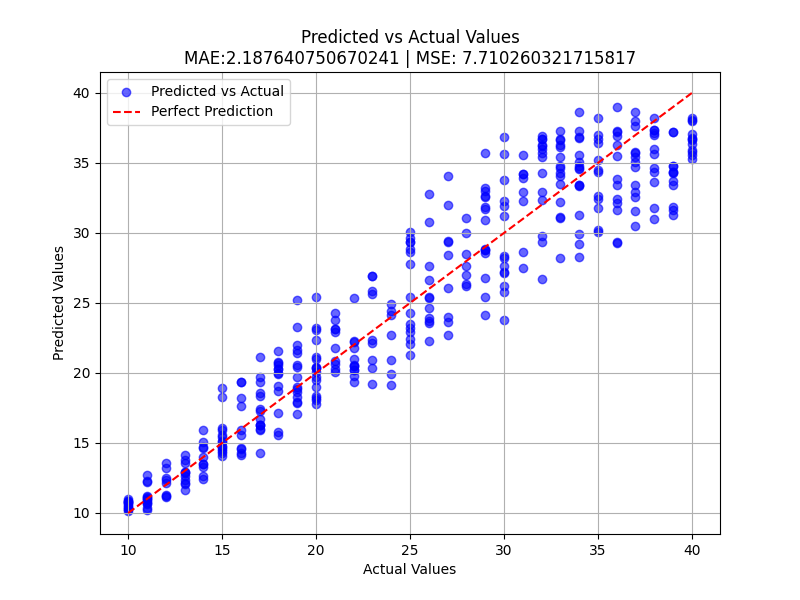 Predicted vs Actual Values
MAE:2.187640750670241 | MSE: 7.710260321715817
Predicted vs Actual
Perfect Prediction
40
35
30
25
20
15
10
Predicted Values
10 15 20 25 30 35 40
Actual Values